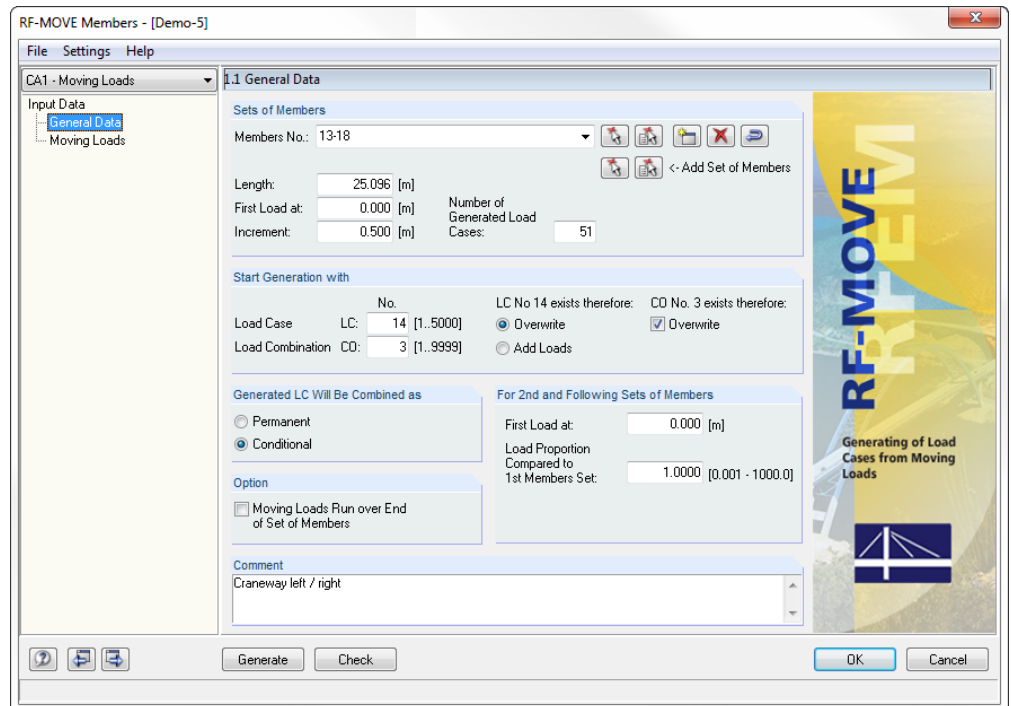 RF-MOVE Members - [Demo-5]
File Settings Help
CA1 - Moving Loads
1.1 General Data
Input Data
General Data
Moving Loads
Sets of Members
Members No.: 13-18
<- Add Set of Members
Length: 25.096 [m]
First Load at: 0.000 [m]
Increment: 0.500 [m]
Number of
Generated Load
Cases: 51
Start Generation with
No.
LC No 14 exists therefore: CO No. 3 exists therefore:
Load Case LC: 14 [1..5000]
Overwrite
Overwrite
Load Combination CO: 3 [1..9999]
Add Loads
Generated LC Will Be Combined as
Permanent
Conditional
For 2nd and Following Sets of Members
First Load at: 0.000 [m]
Load Proportion
Compared to
1st Members Set: 1.0000 [0.001 - 1000.0]
Option
Moving Loads Run over End
of Set of Members
Comment
Craneway left / right
RF-MOVE
RFEM
Generating of Load
Cases from Moving
Loads
Generate Check OK Cancel